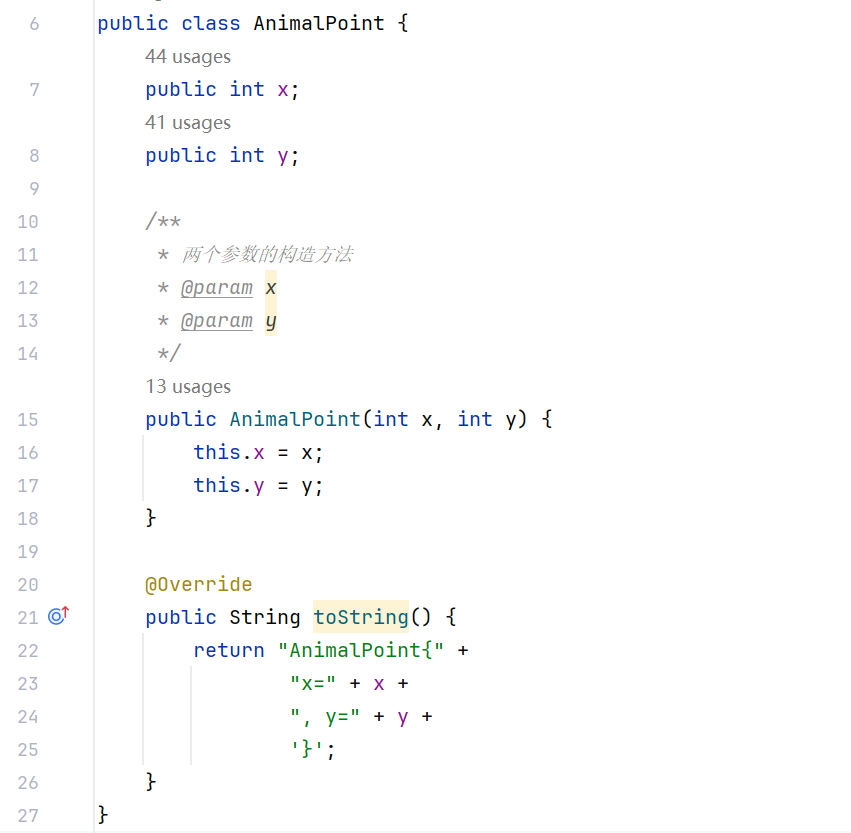 6 public class AnimalPoint {
44 usages
7 public int x;
41 usages
8 public int y;
9
10 /**
11 * 两个参数的构造方法
12 * @param x
13 * @param y
14 */
13 usages
15 public AnimalPoint(int x, int y) {
16 this.x = x;
17 this.y = y;
18 }
19
20 @Override
21 public String toString() {
22 return "AnimalPoint{" +
23 "x=" + x +
24 ", y=" + y +
25 '}';
26 }
27 }